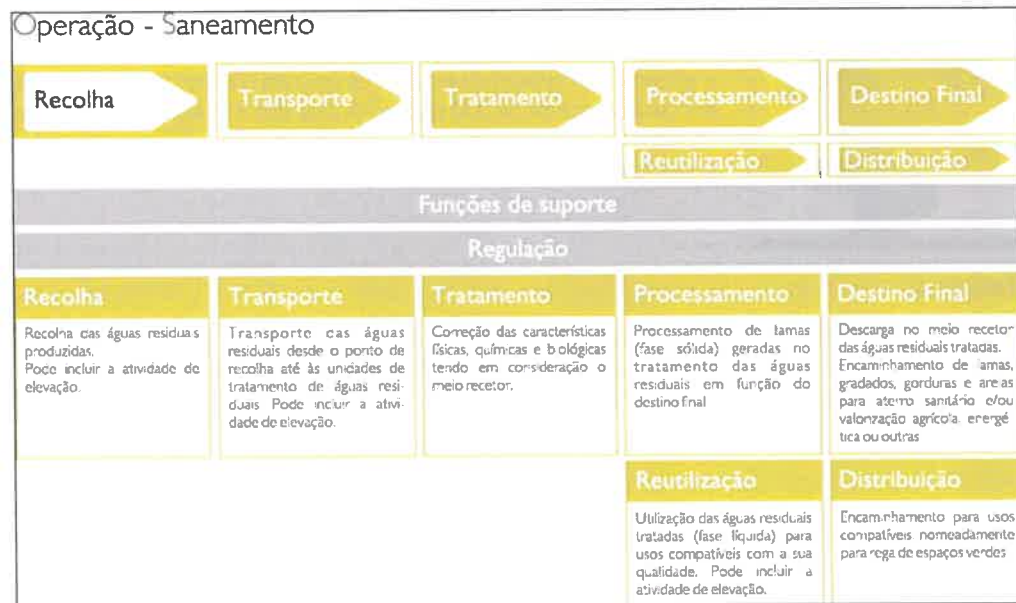 Operação - Saneamento
Recolha
Transporte
Tratamento
Processamento
Destino Final
Reutilização
Distribuição
Funções de suporte
Regulação
Recolha
Recolha das águas residuais
produzidas.
Pode incluir a atividade de
elevação.
Transporte
Transporte das águas
residuais desde o ponto de
recolha até às unidades de
tratamento de águas resi-
duais. Pode incluir a ativi-
dade de elevação.
Tratamento
Correção das características
físicas, químicas e biológicas
tendo em consideração o
meio recetor.
Processamento
Processamento de lamas
(fase sólida) geradas no
tratamento das águas
residuais em função do
destino final
Destino Final
Descarga no meio recetor
das águas residuais tratadas.
Encaminhamento de lamas,
gradados, gorduras e areias
para aterro sanitário e/ou
valorização agrícola, energé
tica ou outras
Reutilização
Utilização das águas residuais
tratadas (fase líquida) para
usos compatíveis com a sua
qualidade. Pode incluir a
atividade de elevação.
Distribuição
Encaminhamento para usos
compatíveis nomeadamente
para rega de espaços verdes